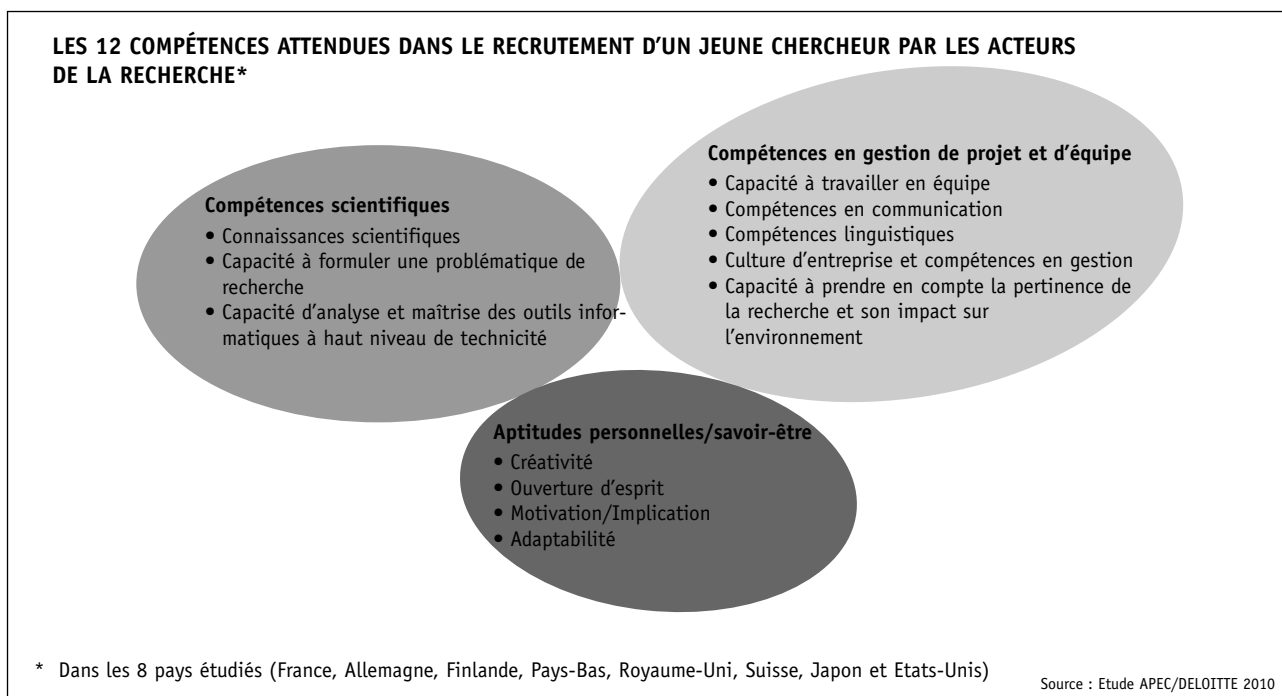 LES 12 COMPÉTENCES ATTENDUES DANS LE RECRUTEMENT D'UN JEUNE CHERCHEUR PAR LES ACTEURS
DE LA RECHERCHE*
Compétences scientifiques
• Connaissances scientifiques
• Capacité à formuler une problématique de
recherche
• Capacité d'analyse et maîtrise des outils infor-
matiques à haut niveau de technicité
Compétences en gestion de projet et d'équipe
• Capacité à travailler en équipe
• Compétences en communication
• Compétences linguistiques
• Culture d'entreprise et compétences en gestion
• Capacité à prendre en compte la pertinence de
la recherche et son impact sur
l'environnement
Aptitudes personnelles/savoir-être
• Créativité
• Ouverture d'esprit
• Motivation/Implication
• Adaptabilité
* Dans les 8 pays étudiés (France, Allemagne, Finlande, Pays-Bas, Royaume-Uni, Suisse, Japon et Etats-Unis)
Source : Etude APEC/DELOITTE 2010